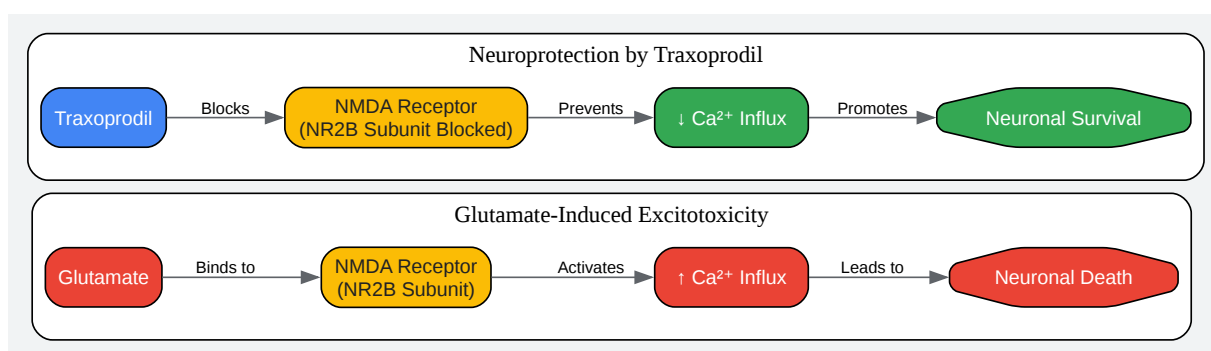 Neuroprotection by Traxoprodil
Traxoprodil
Blocks
NMDA Receptor
(NR2B Subunit Blocked)
Prevents
↓ Ca²⁺ Influx
Promotes
Neuronal Survival
Glutamate-Induced Excitotoxicity
Glutamate
Binds to
NMDA Receptor
(NR2B Subunit)
Activates
↑ Ca²⁺ Influx
Leads to
Neuronal Death